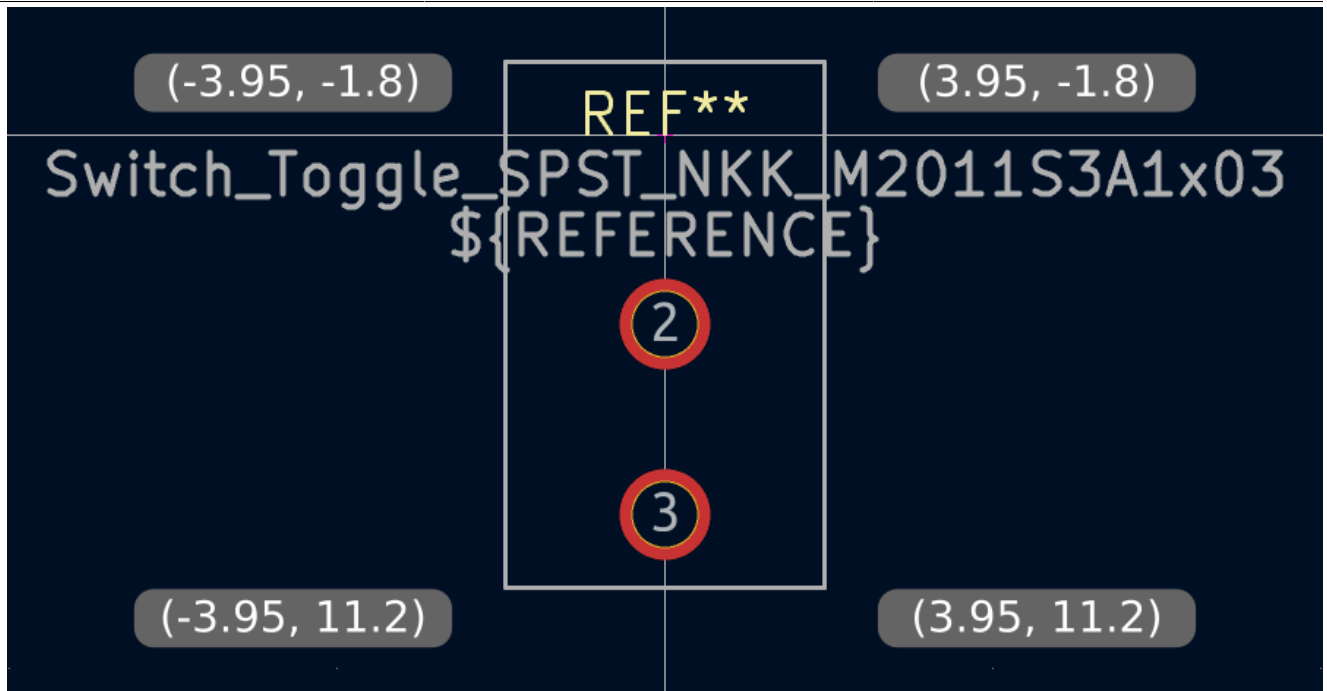 (-3.95, -1.8)
(3.95, -1.8)
REF**
Switch_Toggle_SPST_NKK_M2011S3A1x03
${REFERENCE}
2
3
(-3.95, 11.2)
(3.95, 11.2)